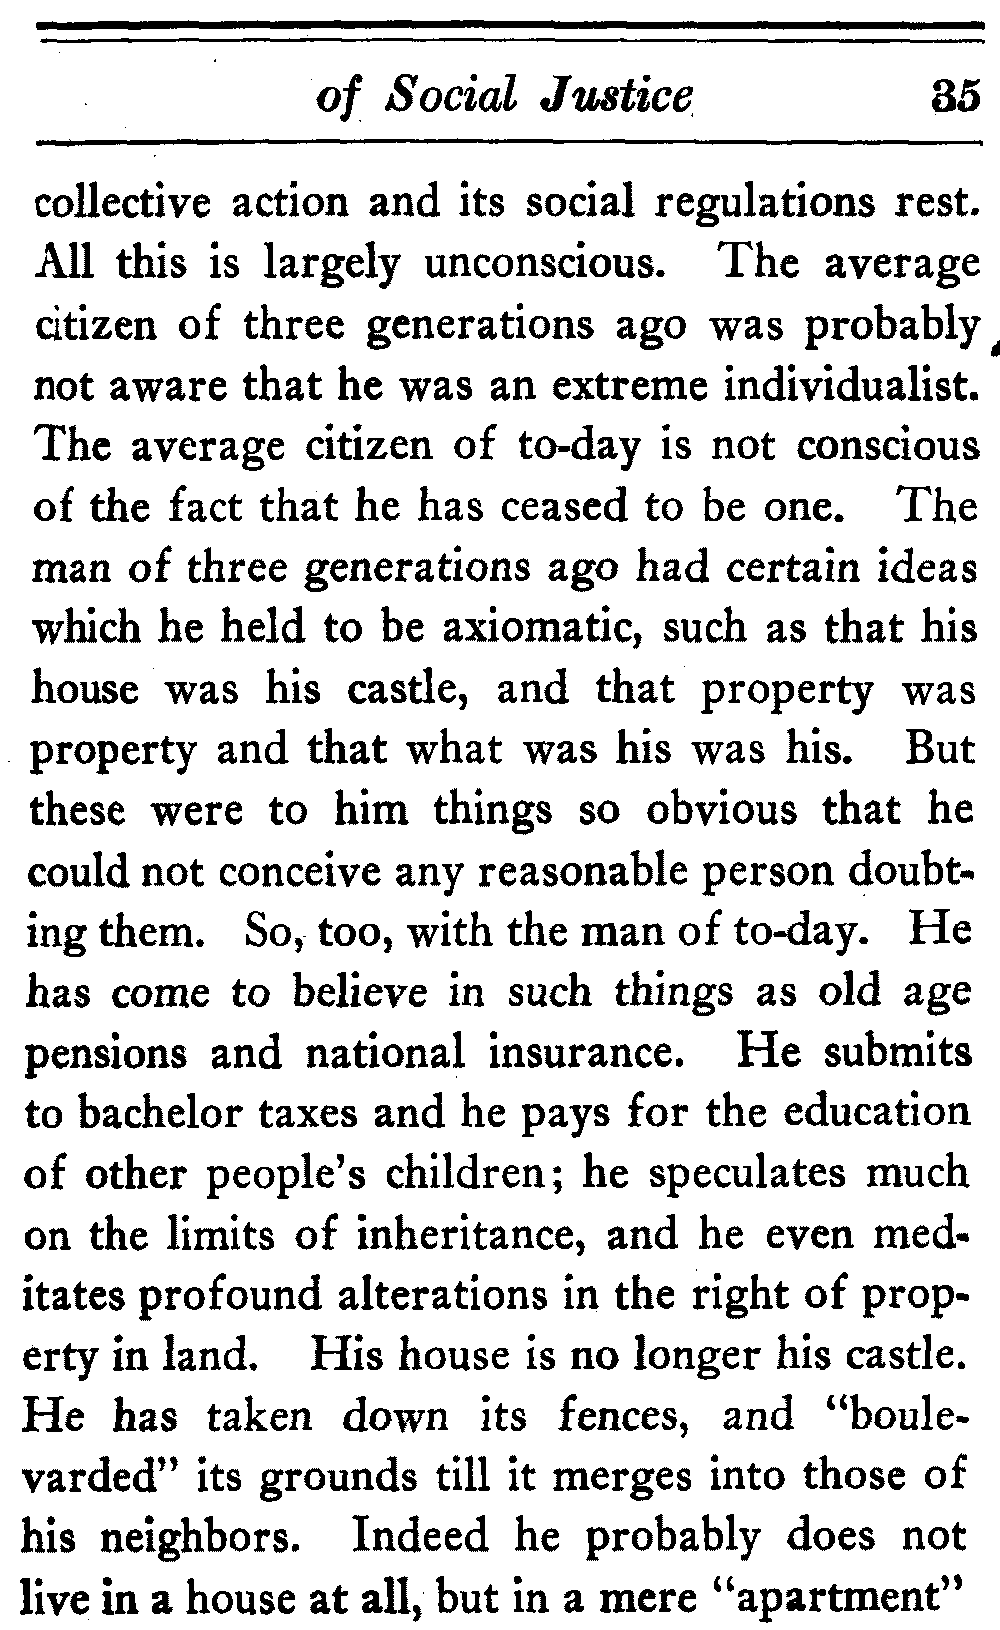 of Social Justice 35
collective action and its social regulations rest.
All this is largely unconscious. The average
citizen of three generations ago was probably
not aware that he was an extreme individualist.
The average citizen of to-day is not conscious
of the fact that he has ceased to be one. The
man of three generations ago had certain ideas
which he held to be axiomatic, such as that his
house was his castle, and that property was
property and that what was his was his. But
these were to him things so obvious that he
could not conceive any reasonable person doubt-
ing them. So, too, with the man of to-day. He
has come to believe in such things as old age
pensions and national insurance. He submits
to bachelor taxes and he pays for the education
of other people's children; he speculates much
on the limits of inheritance, and he even med-
itates profound alterations in the right of prop-
erty in land. His house is no longer his castle.
He has taken down its fences, and "boule-
varded" its grounds till it merges into those of
his neighbors. Indeed he probably does not
live in a house at all, but in a mere "apartment"